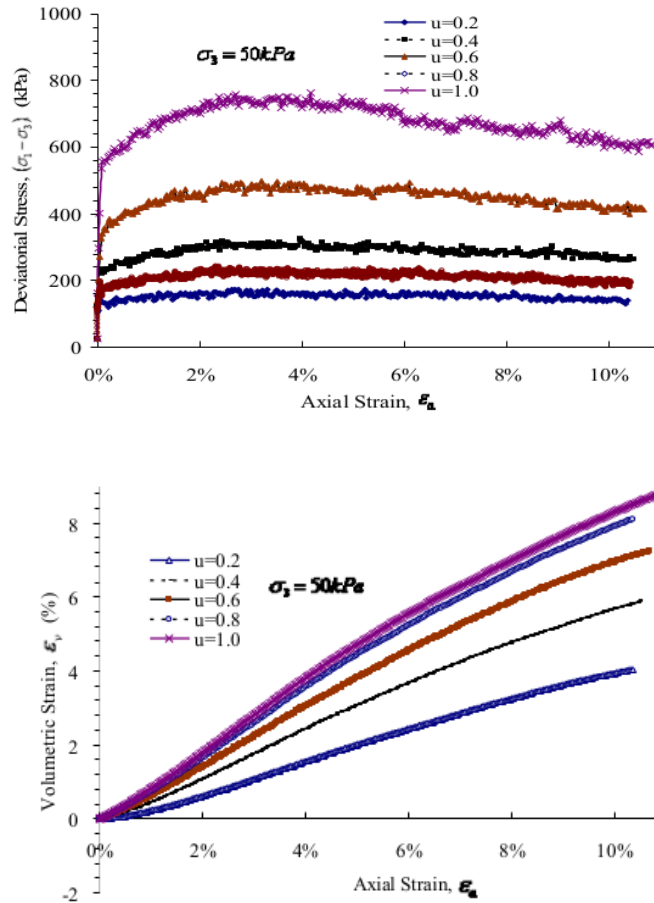 σ₃ = 50kPa
u=0.2
u=0.4
u=0.6
u=0.8
u=1.0
Deviatorial Stress, (σ₁ − σ₃) (kPa)
1000
800
600
400
200
0
0% 2% 4% 6% 8% 10%
Axial Strain, εₐ
Volumetric Strain, εᵥ (%)
8
6
4
2
0
-2
u=0.2
u=0.4
u=0.6
u=0.8
u=1.0
σ₃ = 50kPa
0% 2% 4% 6% 8% 10%
Axial Strain, εₐ